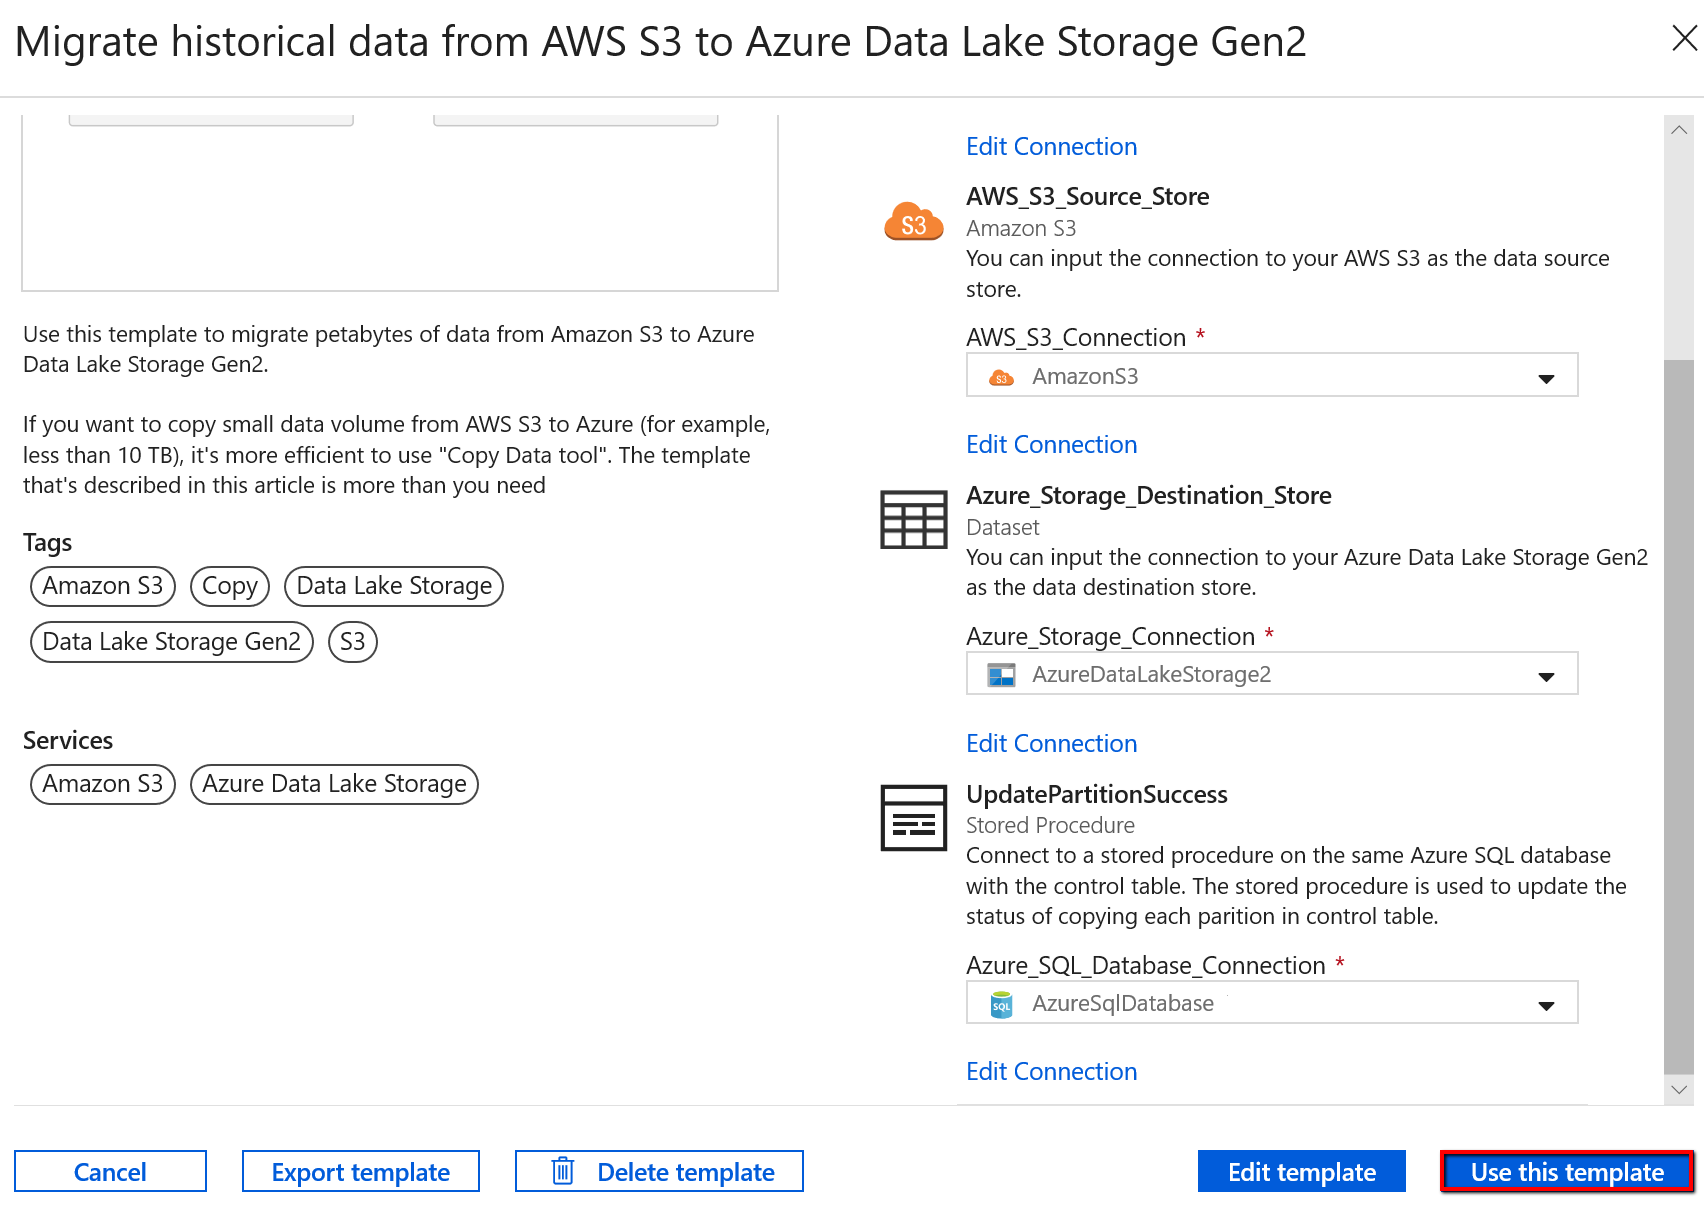 Migrate historical data from AWS S3 to Azure Data Lake Storage Gen2
Use this template to migrate petabytes of data from Amazon S3 to Azure
Data Lake Storage Gen2.
If you want to copy small data volume from AWS S3 to Azure (for example,
less than 10 TB), it's more efficient to use "Copy Data tool". The template
that's described in this article is more than you need
Tags
Amazon S3 Copy Data Lake Storage
Data Lake Storage Gen2 S3
Services
Amazon S3 Azure Data Lake Storage
Edit Connection
S3
AWS_S3_Source_Store
Amazon S3
You can input the connection to your AWS S3 as the data source
store.
AWS_S3_Connection *
S3 AmazonS3
Edit Connection
Azure_Storage_Destination_Store
Dataset
You can input the connection to your Azure Data Lake Storage Gen2
as the data destination store.
Azure_Storage_Connection *
AzureDataLakeStorage2
Edit Connection
UpdatePartitionSuccess
Stored Procedure
Connect to a stored procedure on the same Azure SQL database
with the control table. The stored procedure is used to update the
status of copying each parition in control table.
Azure_SQL_Database_Connection *
SQL AzureSqlDatabase
Edit Connection
Cancel Export template Delete template Edit template Use this template